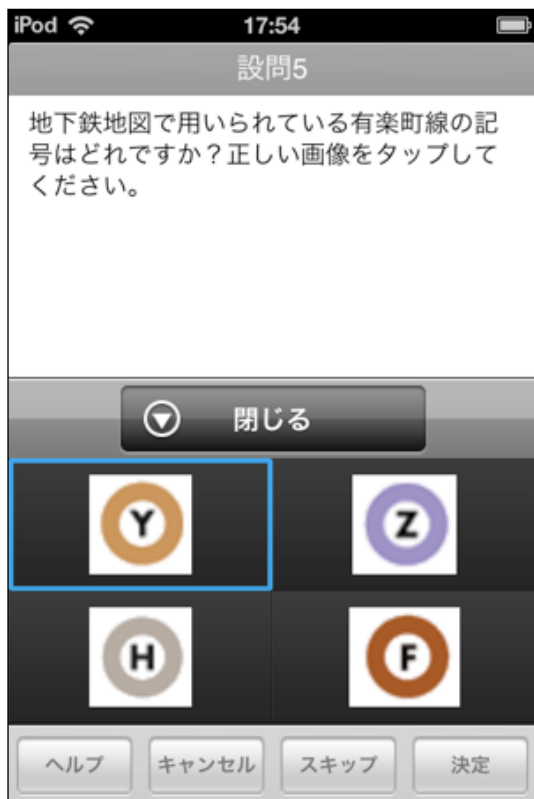 iPod 17:54
設問5
地下鉄地図で用いられている有楽町線の記
号はどれですか？正しい画像をタップして
ください。
閉じる
Y Z
H F
ヘルプ キャンセル スキップ 決定